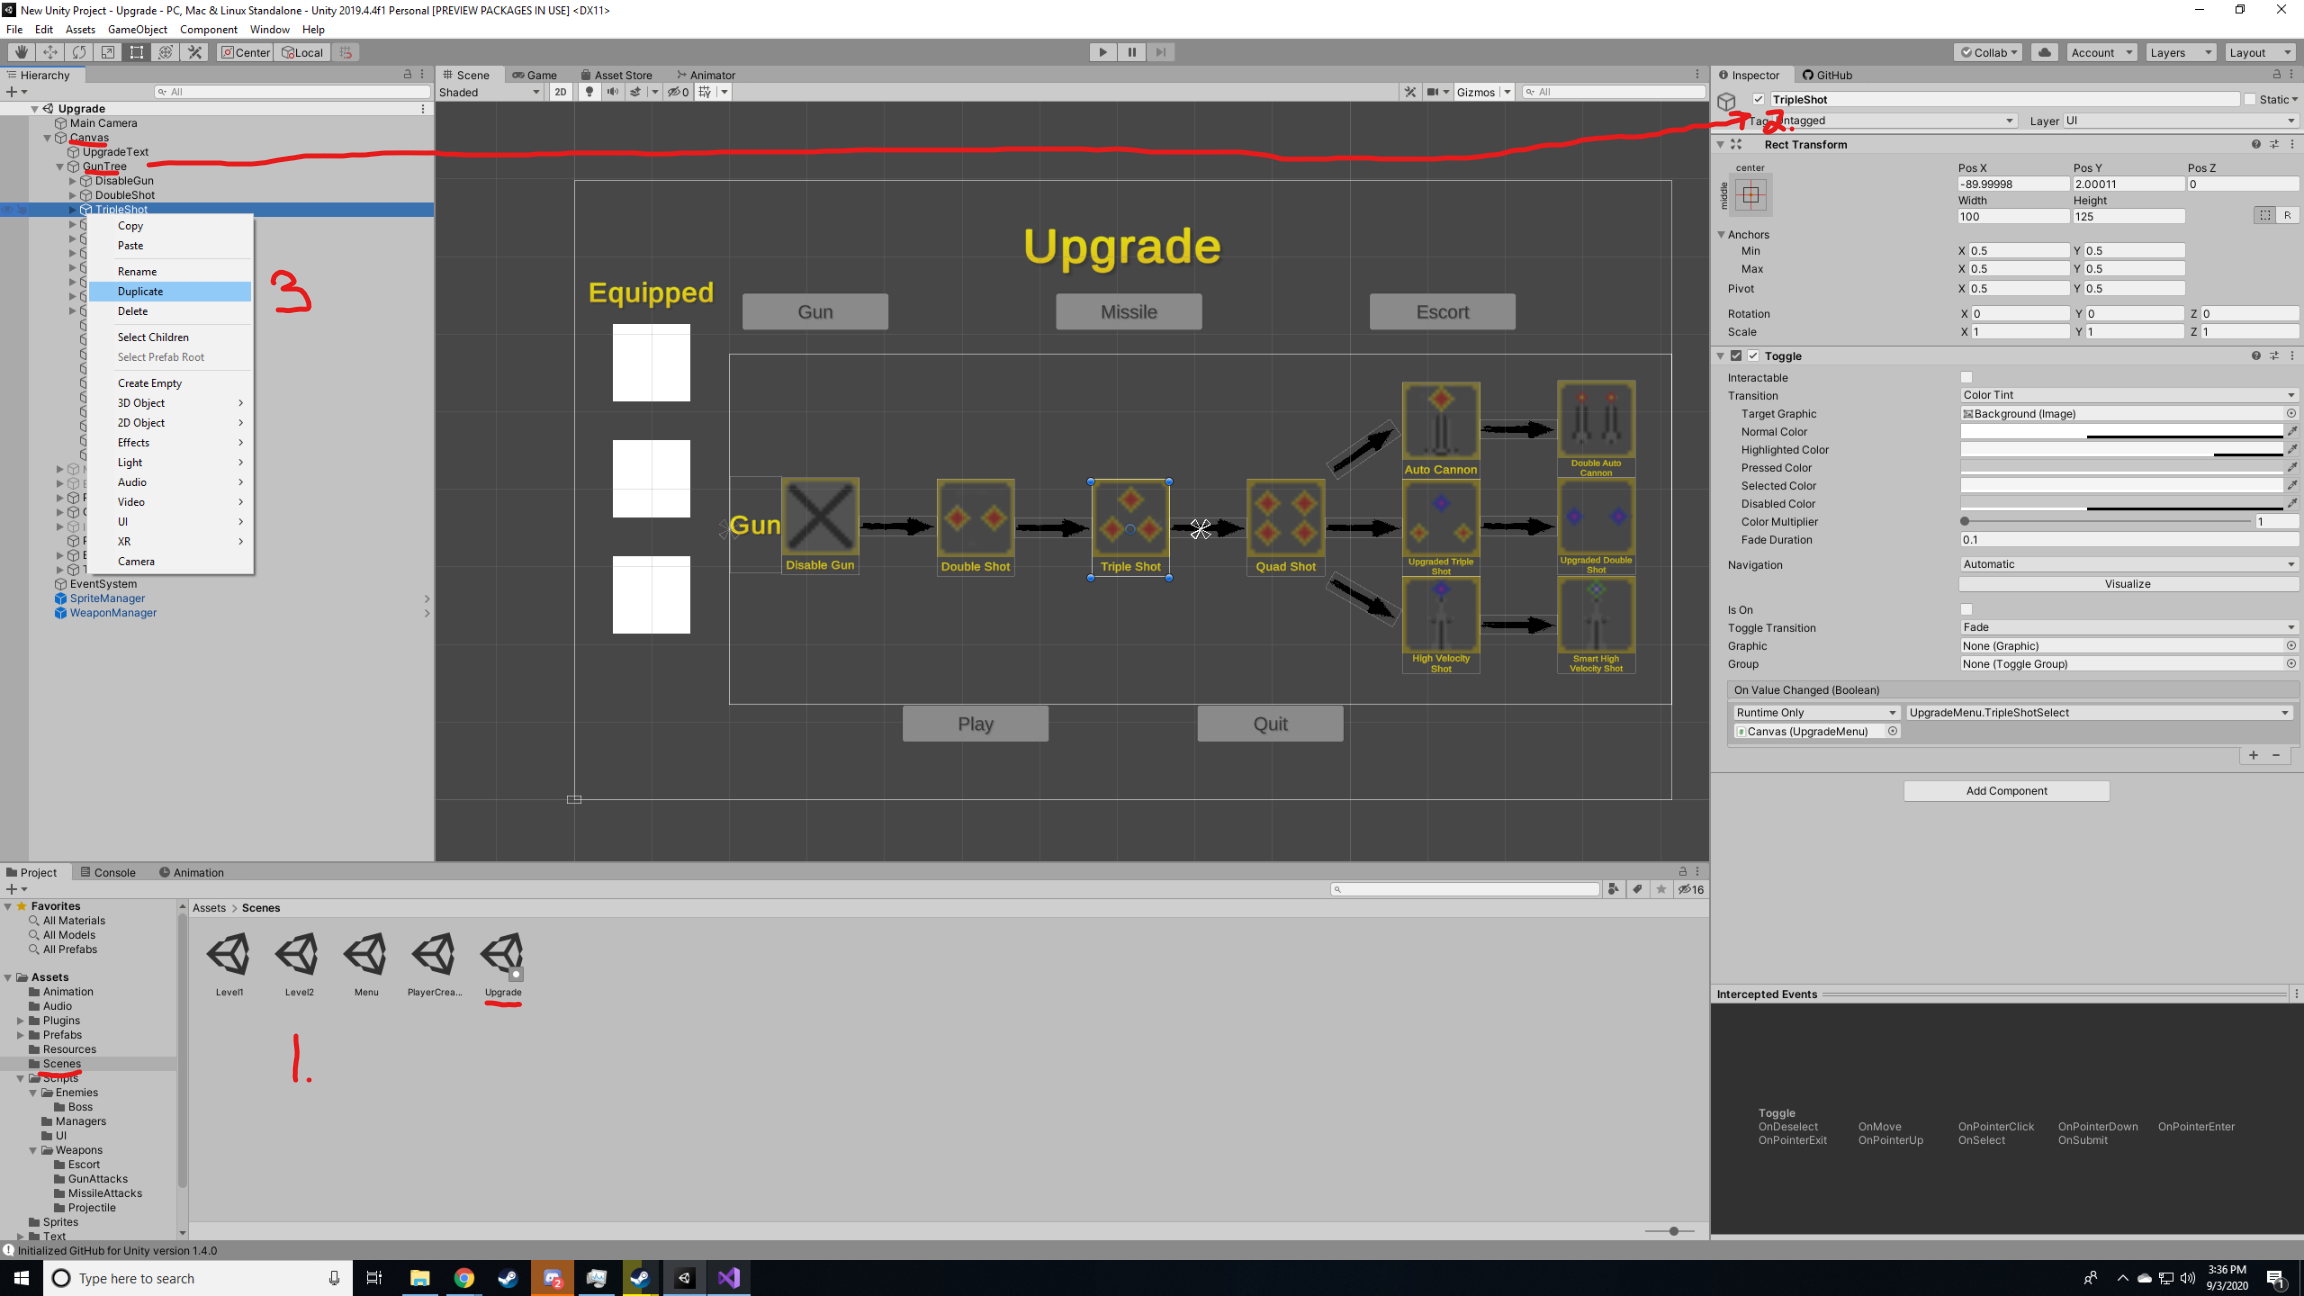 New Unity Project - Upgrade - PC, Mac & Linux Standalone - Unity 2019.4.4f1 Personal [PREVIEW PACKAGES IN USE] <DX11>
File Edit Assets GameObject Component Window Help
Center Local Collab Account Layers Layout
Hierarchy
All
Upgrade
Main Camera
Canvas
UpgradeText
GunTree
DisableGun
DoubleShot
TripleShot
Copy
Paste
Rename
Duplicate
Delete
Select Children
Select Prefab Root
Create Empty
3D Object
2D Object
Effects
Light
Audio
Video
UI
XR
Camera
3
EventSystem
SpriteManager
WeaponManager
Scene Game Asset Store Animator
Shaded 2D 0 Gizmos All
Upgrade
Equipped
Gun Missile Escort
Gun
Disable Gun
Double Shot
Triple Shot
Quad Shot
Auto Cannon
Double Auto
Cannon
Upgraded Triple
Shot
Upgraded Double
Shot
High Velocity
Shot
Smart High
Velocity Shot
Play Quit
Inspector GitHub
TripleShot Static
Tag Untagged Layer UI
2.
Rect Transform
center
middle
Pos X Pos Y Pos Z
-89.99998 2.00011 0
Width Height
100 125
R
Anchors
Min X 0.5 Y 0.5
Max X 0.5 Y 0.5
Pivot X 0.5 Y 0.5
Rotation X 0 Y 0 Z 0
Scale X 1 Y 1 Z 1
Toggle
Interactable
Transition Color Tint
Target Graphic Background (Image)
Normal Color
Highlighted Color
Pressed Color
Selected Color
Disabled Color
Color Multiplier 1
Fade Duration 0.1
Navigation Automatic
Visualize
Is On
Toggle Transition Fade
Graphic None (Graphic)
Group None (Toggle Group)
On Value Changed (Boolean)
Runtime Only UpgradeMenu.TripleShotSelect
Canvas (UpgradeMenu)
Add Component
Intercepted Events
Toggle
OnDeselect OnMove OnPointerClick OnPointerDown OnPointerEnter
OnPointerExit OnPointerUp OnSelect OnSubmit
Project Console Animation
16
Favorites
All Materials
All Models
All Prefabs
Assets
Animation
Audio
Plugins
Prefabs
Resources
Scenes
Scripts
Enemies
Boss
Managers
UI
Weapons
Escort
GunAttacks
MissileAttacks
Projectile
Sprites
Text
Assets > Scenes
Level1 Level2 Menu PlayerCrea... Upgrade
1.
Initialized GitHub for Unity version 1.4.0
Type here to search
2
3:36 PM
9/3/2020
1